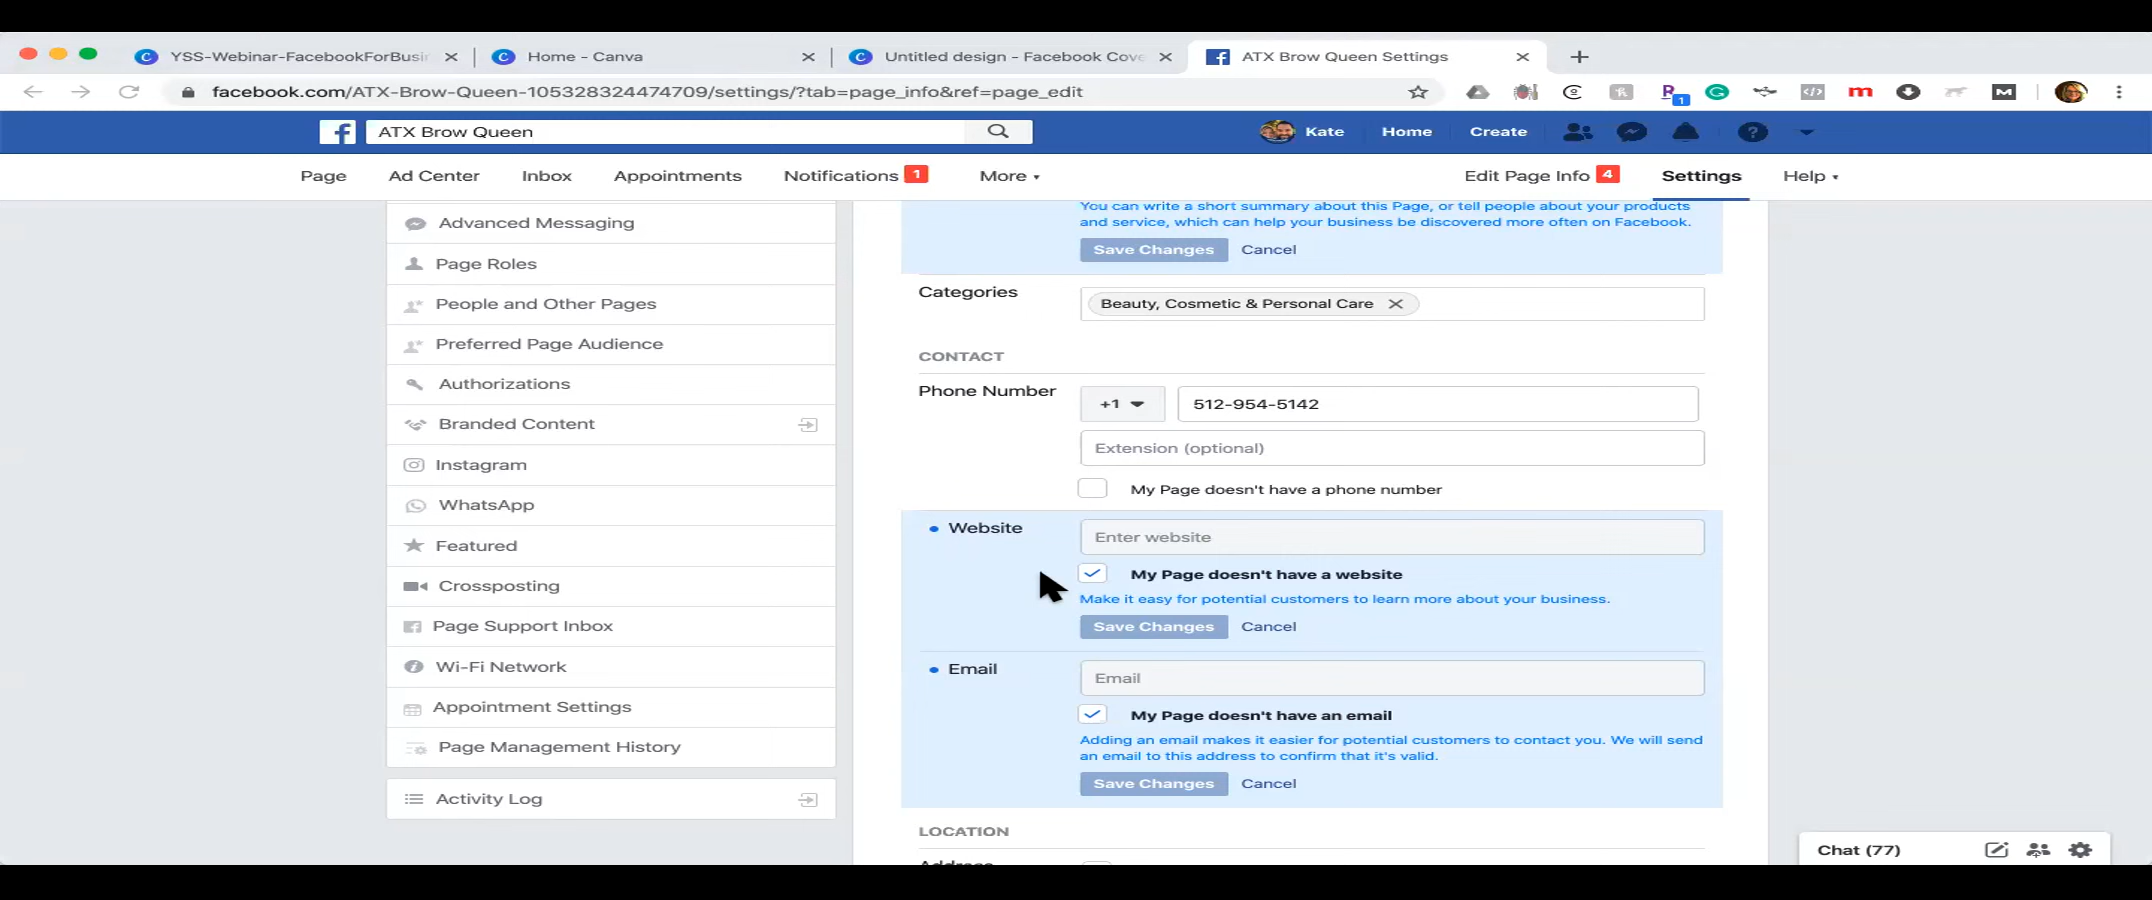 YSS-Webinar-FacebookForBusin
Home - Canva
Untitled design - Facebook Cove
ATX Brow Queen Settings
facebook.com/ATX-Brow-Queen-105328324474709/settings/?tab=page_info&ref=page_edit
1
ATX Brow Queen
Kate
Home
Create
Page
Ad Center
Inbox
Appointments
Notifications 1
More
Edit Page Info 4
Settings
Help
Advanced Messaging
Page Roles
People and Other Pages
Preferred Page Audience
Authorizations
Branded Content
Instagram
WhatsApp
Featured
Crossposting
Page Support Inbox
Wi-Fi Network
Appointment Settings
Page Management History
Activity Log
You can write a short summary about this Page, or tell people about your products
and service, which can help your business be discovered more often on Facebook.
Save Changes Cancel
Categories
Beauty, Cosmetic & Personal Care
CONTACT
Phone Number
+1
512-954-5142
Extension (optional)
My Page doesn't have a phone number
Website
Enter website
My Page doesn't have a website
Make it easy for potential customers to learn more about your business.
Save Changes Cancel
Email
Email
My Page doesn't have an email
Adding an email makes it easier for potential customers to contact you. We will send
an email to this address to confirm that it's valid.
Save Changes Cancel
LOCATION
Address
Chat (77)